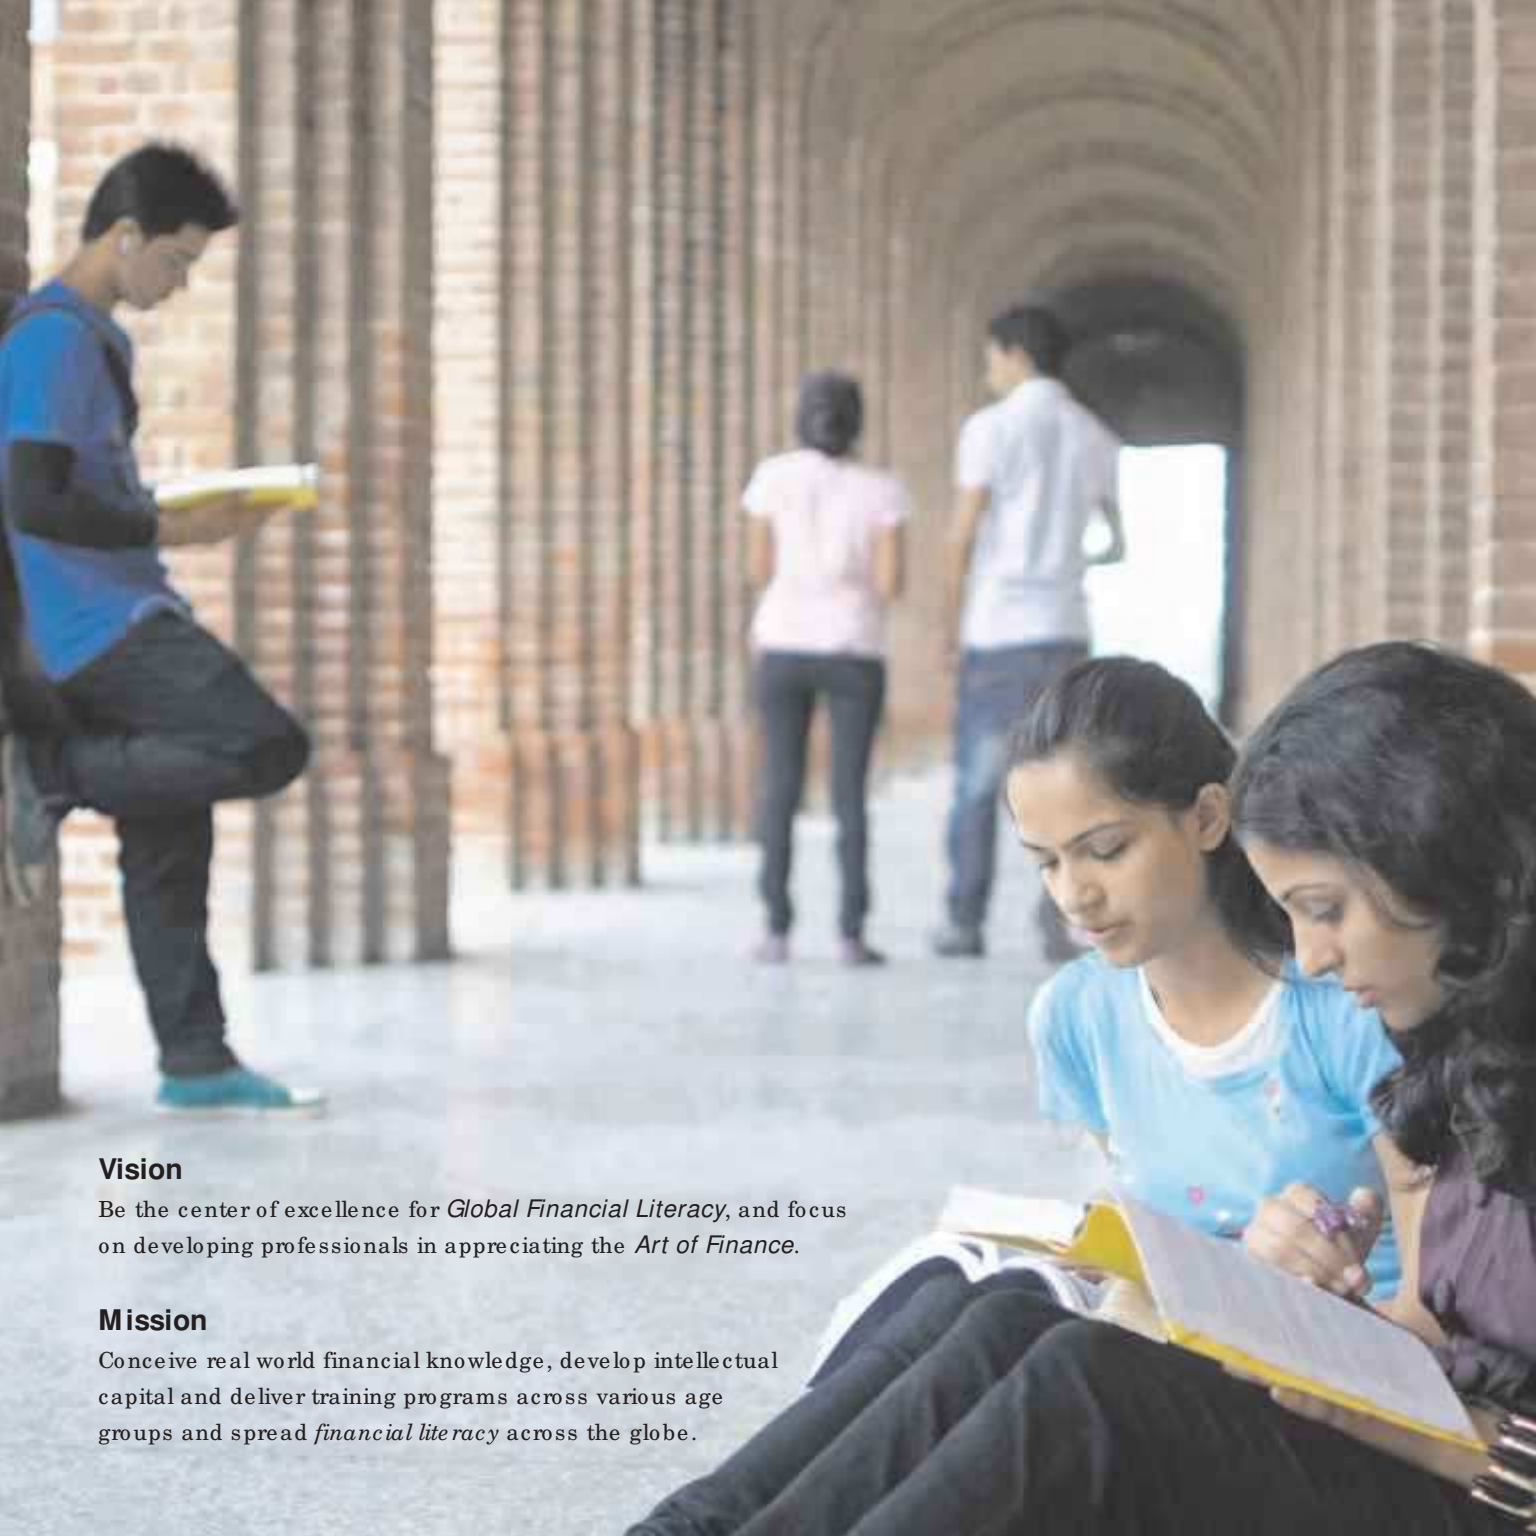 Vision
Be the center of excellence for Global Financial Literacy, and focus
on developing professionals in appreciating the Art of Finance.
Mission
Conceive real world financial knowledge, develop intellectual
capital and deliver training programs across various age
groups and spread financial literacy across the globe.